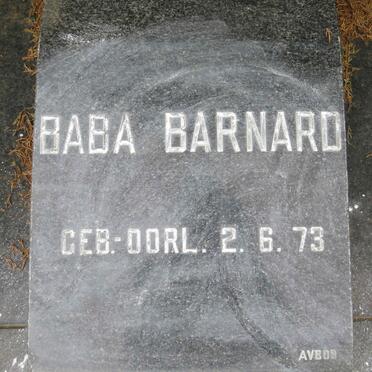 BABA BARNARD
GEB.-OORL. 2. 6. 73
AVBOB